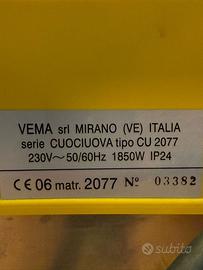 VEMA srl MIRANO (VE) ITALIA
serie CUOCIUOVA tipo CU 2077
230V~50/60Hz 1850W IP24
CE 06 matr. 2077 Nº 03382
subito